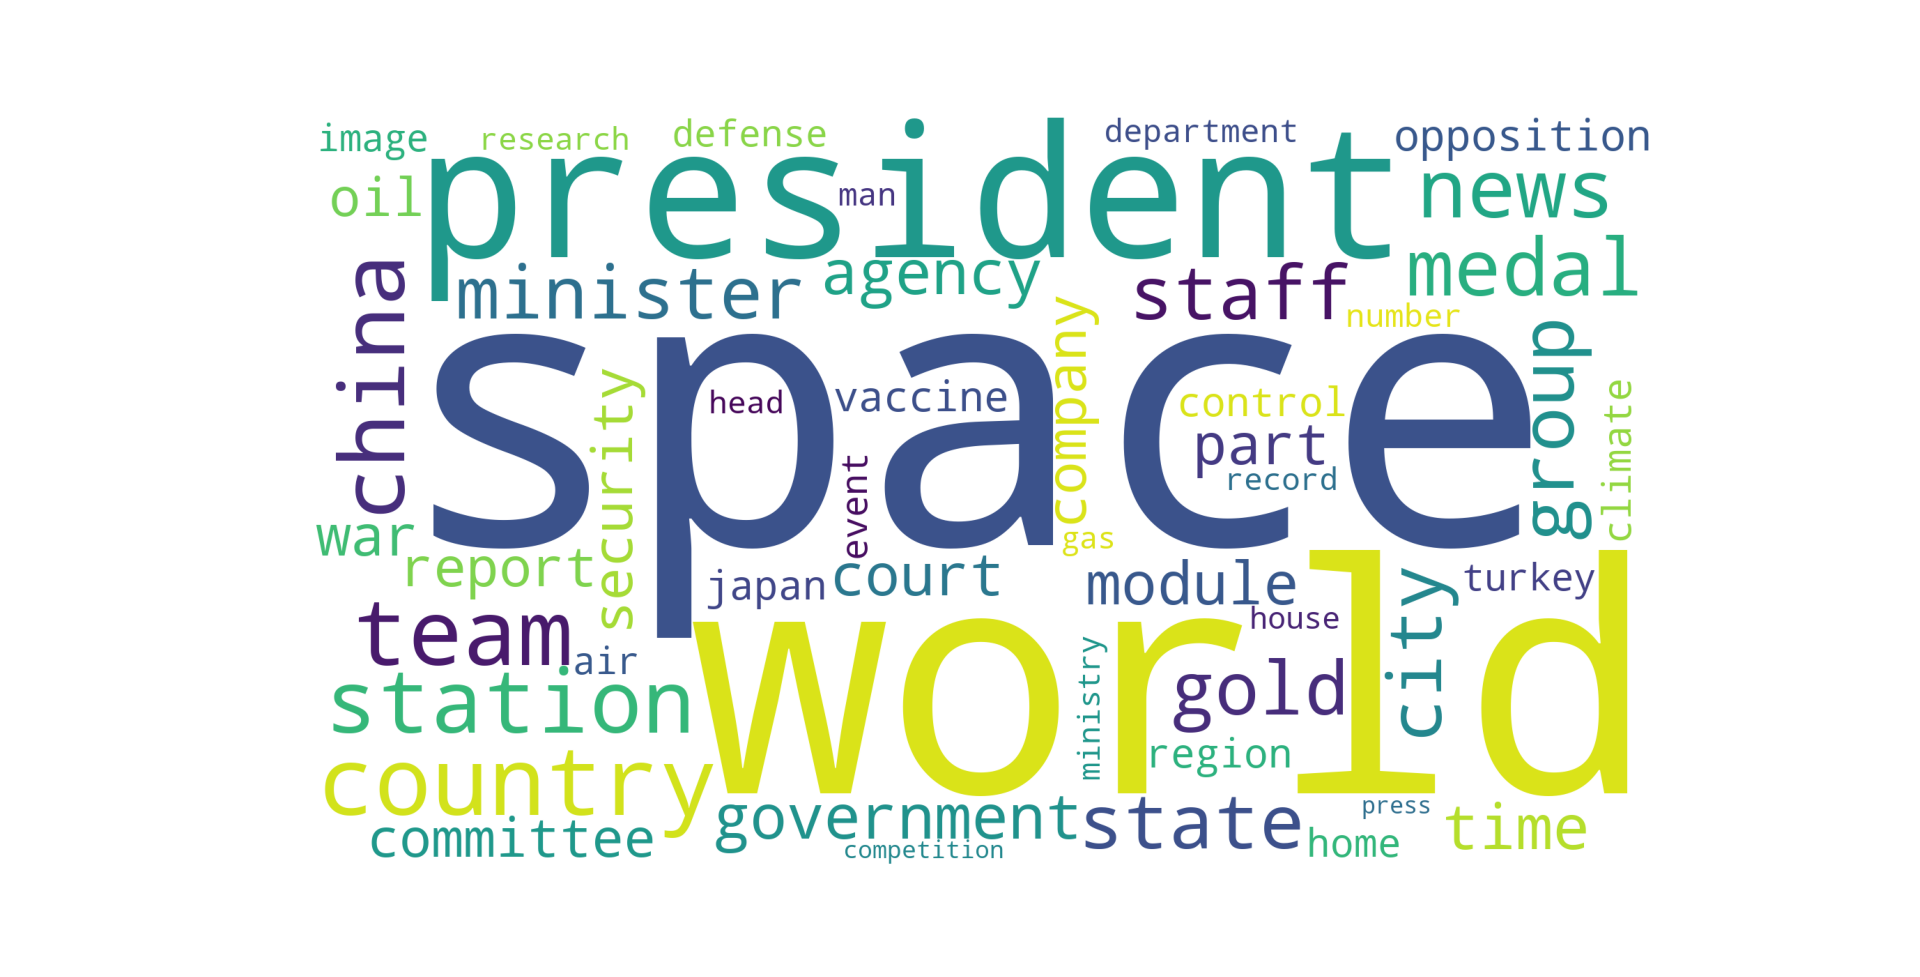 image
research
defense
department
opposition
oil
president
man
news
china
minister
agency
staff
medal
number
space
security
head
vaccine
company
control
part
record
group
climate
war
report
event
gas
court
japan
module
house
turkey
team
air
world
city
station
ministry
gold
region
country
committee
government
competition
state
press
home
time